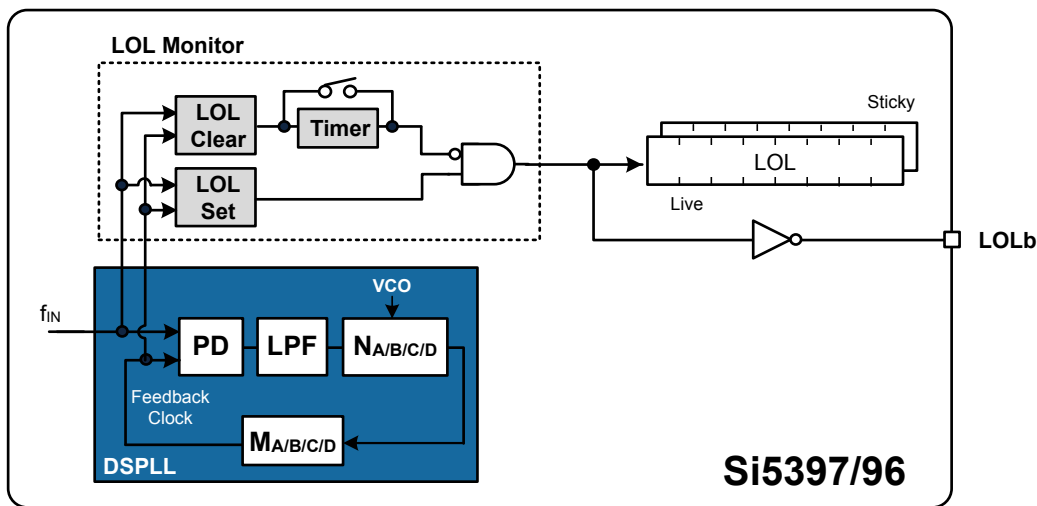 LOL Monitor
LOL
Clear
Timer
LOL
Set
Sticky
LOL
Live
LOLb
fIN
VCO
PD
LPF
NA/B/C/D
Feedback
Clock
MA/B/C/D
DSPLL
Si5397/96